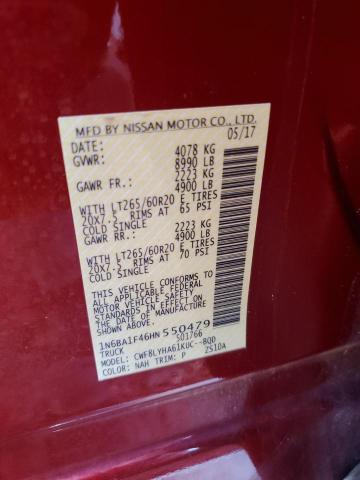 MFD BY NISSAN MOTOR CO., LTD.
DATE: 05/17
GVWR: 4078 KG
8990 LB
GAWR FR.: 2223 KG
4900 LB
WITH LT265/60R20 E TIRES
20X7.5 RIMS AT 65 PSI
COLD SINGLE
GAWR RR.: 2223 KG
4900 LB
WITH LT265/60R20 E TIRES
20X7.5 RIMS AT 70 PSI
COLD SINGLE
THIS VEHICLE CONFORMS TO
ALL APPLICABLE FEDERAL
MOTOR VEHICLE SAFETY
STANDARDS IN EFFECT ON
THE DATE OF MANUFACTURE
SHOWN ABOVE.
1N6BA1F46HN550479
TRUCK S01766
MODEL: CWF8LYHA61KUC--BQD
COLOR: NAH TRIM: P ZS1DA